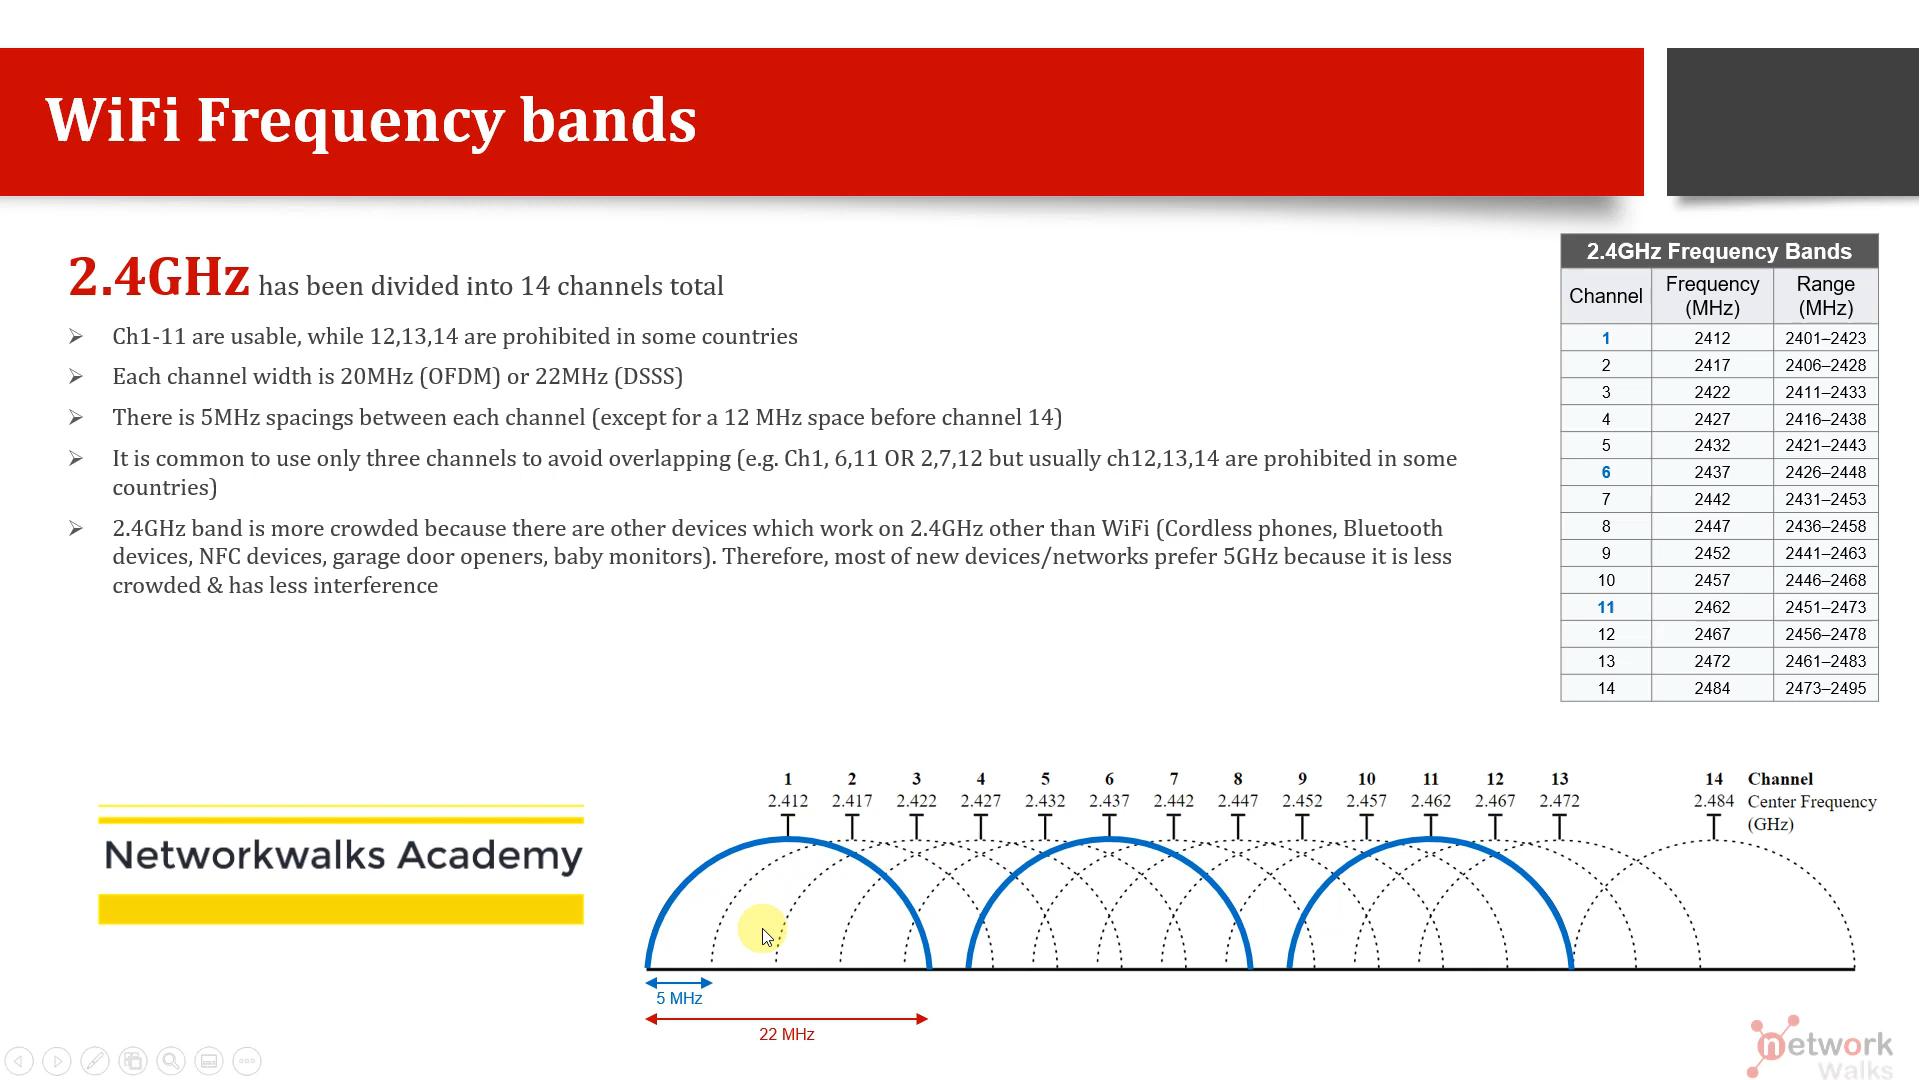 WiFi Frequency bands
2.4GHz has been divided into 14 channels total
Ch1-11 are usable, while 12,13,14 are prohibited in some countries
Each channel width is 20MHz (OFDM) or 22MHz (DSSS)
There is 5MHz spacings between each channel (except for a 12 MHz space before channel 14)
It is common to use only three channels to avoid overlapping (e.g. Ch1, 6,11 OR 2,7,12 but usually ch12,13,14 are prohibited in some
countries)
2.4GHz band is more crowded because there are other devices which work on 2.4GHz other than WiFi (Cordless phones, Bluetooth
devices, NFC devices, garage door openers, baby monitors). Therefore, most of new devices/networks prefer 5GHz because it is less
crowded & has less interference
2.4GHz Frequency Bands
Channel Frequency (MHz) Range (MHz)
1 2412 2401–2423
2 2417 2406–2428
3 2422 2411–2433
4 2427 2416–2438
5 2432 2421–2443
6 2437 2426–2448
7 2442 2431–2453
8 2447 2436–2458
9 2452 2441–2463
10 2457 2446–2468
11 2462 2451–2473
12 2467 2456–2478
13 2472 2461–2483
14 2484 2473–2495
Networkwalks Academy
1 2 3 4 5 6 7 8 9 10 11 12 13 14 Channel
2.412 2.417 2.422 2.427 2.432 2.437 2.442 2.447 2.452 2.457 2.462 2.467 2.472 2.484 Center Frequency
(GHz)
5 MHz
22 MHz
network
Walks